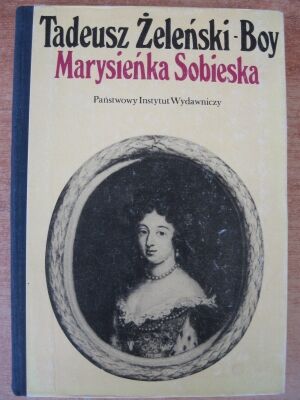 Tadeusz Żeleński-Boy
Marysieńka Sobieska
Państwowy Instytut Wydawniczy